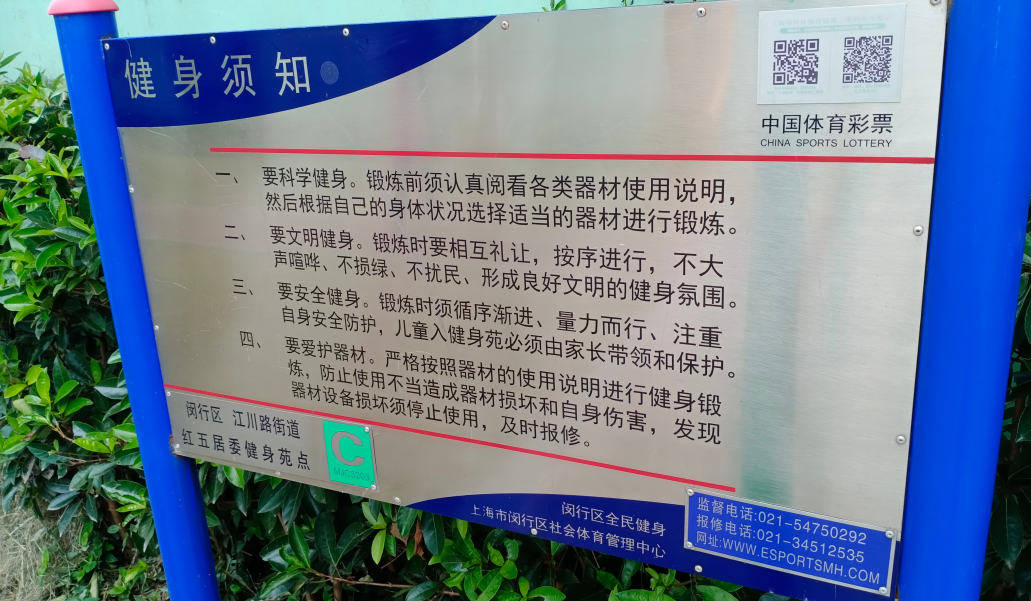 健身须知
中国体育彩票
CHINA SPORTS LOTTERY
一、 要科学健身。锻炼前须认真阅看各类器材使用说明，
然后根据自己的身体状况选择适当的器材进行锻炼。
二、 要文明健身。锻炼时要相互礼让，按序进行，不大
声喧哗、不损绿、不扰民、形成良好文明的健身氛围。
三、 要安全健身。锻炼时须循序渐进、量力而行、注重
自身安全防护，儿童入健身苑必须由家长带领和保护。
四、 要爱护器材。严格按照器材的使用说明进行健身锻
炼，防止使用不当造成器材损坏和自身伤害，发现
器材设备损坏须停止使用，及时报修。
闵行区 江川路街道
红五居委健身苑点
C
闵行区全民健身
上海市闵行区社会体育管理中心
监督电话:021-54750292
报修电话:021-34512535
网址:WWW.ESPORTSMH.COM